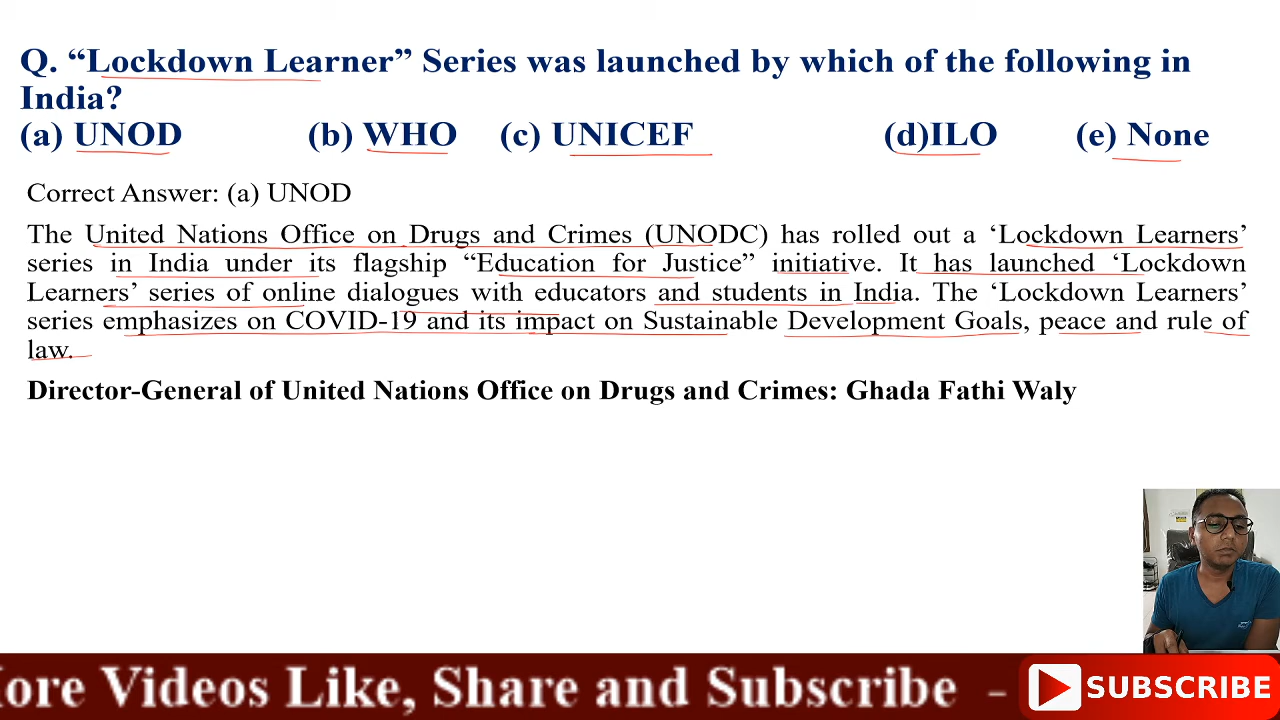 Q. “Lockdown Learner” Series was launched by which of the following in
India?
(a) UNOD (b) WHO (c) UNICEF (d)ILO (e) None
Correct Answer: (a) UNOD
The United Nations Office on Drugs and Crimes (UNODC) has rolled out a ‘Lockdown Learners’
series in India under its flagship “Education for Justice” initiative. It has launched ‘Lockdown
Learners’ series of online dialogues with educators and students in India. The ‘Lockdown Learners’
series emphasizes on COVID-19 and its impact on Sustainable Development Goals, peace and rule of
law.
Director-General of United Nations Office on Drugs and Crimes: Ghada Fathi Waly
ore Videos Like, Share and Subscribe –
SUBSCRIBE